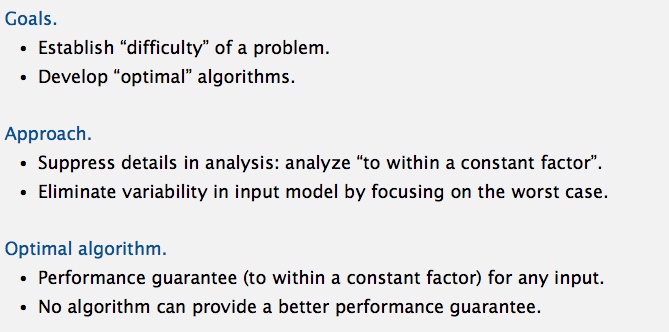 Goals.
• Establish “difficulty” of a problem.
• Develop “optimal” algorithms.
Approach.
• Suppress details in analysis: analyze “to within a constant factor”.
• Eliminate variability in input model by focusing on the worst case.
Optimal algorithm.
• Performance guarantee (to within a constant factor) for any input.
• No algorithm can provide a better performance guarantee.